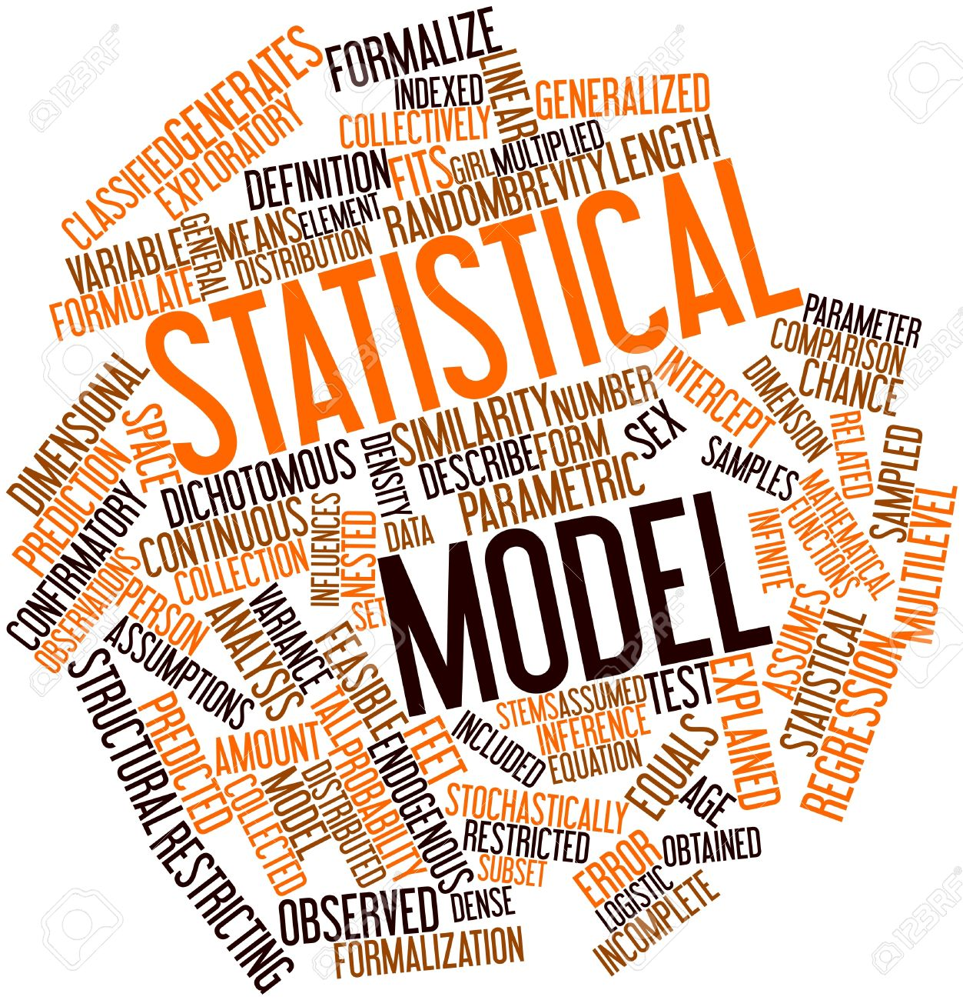 FORMALIZE
GENERATES
LINEAR
INDEXED
GENERALIZED
CLASSIFIED
EXPLORATORY
COLLECTIVELY
MULTIPLIED
LENGTH
DEFINITION
FITS
GIRL
BREVITY
RANDOM
ELEMENT
MEANS
GENERAL
VARIABLE
DISTRIBUTION
FORMULATE
STATISTICAL
PARAMETER
COMPARISON
CHANCE
INTERCEPT
DIMENSION
DIMENSIONAL
SPACE
SIMILARITY
NUMBER
SEX
RELATED
SAMPLED
PREDICTION
DICHOTOMOUS
DENSITY
DESCRIBE
FORM
SAMPLES
MATHEMATICAL
FUNCTIONS
MULTILEVEL
CONFIRMATORY
CONTINUOUS
INFLUENCES
NESTED
DATA
PARAMETRIC
INFINITE
MODEL
OBSERVATIONS
PERSON
COLLECTION
VARIANCE
SET
ANALYSIS
ASSUMPTIONS
FEASIBLE
ASSUMES
STATISTICAL
REGRESSION
STRUCTURAL
PREDICTED
TALL
STEMS
ASSUMED
TEST
EXPLAINED
AMOUNT
FEET
INCLUDED
INFERENCE
EQUATION
EQUALS
COLLECTED
MODEL
DISTRIBUTED
PROBABILITY
ENDOGENOUS
STOCHASTICALLY
AGE
RESTRICTING
RESTRICTED
SUBSET
ERROR
OBTAINED
LOGISTIC
INCOMPLETE
OBSERVED
DENSE
FORMALIZATION
123RF